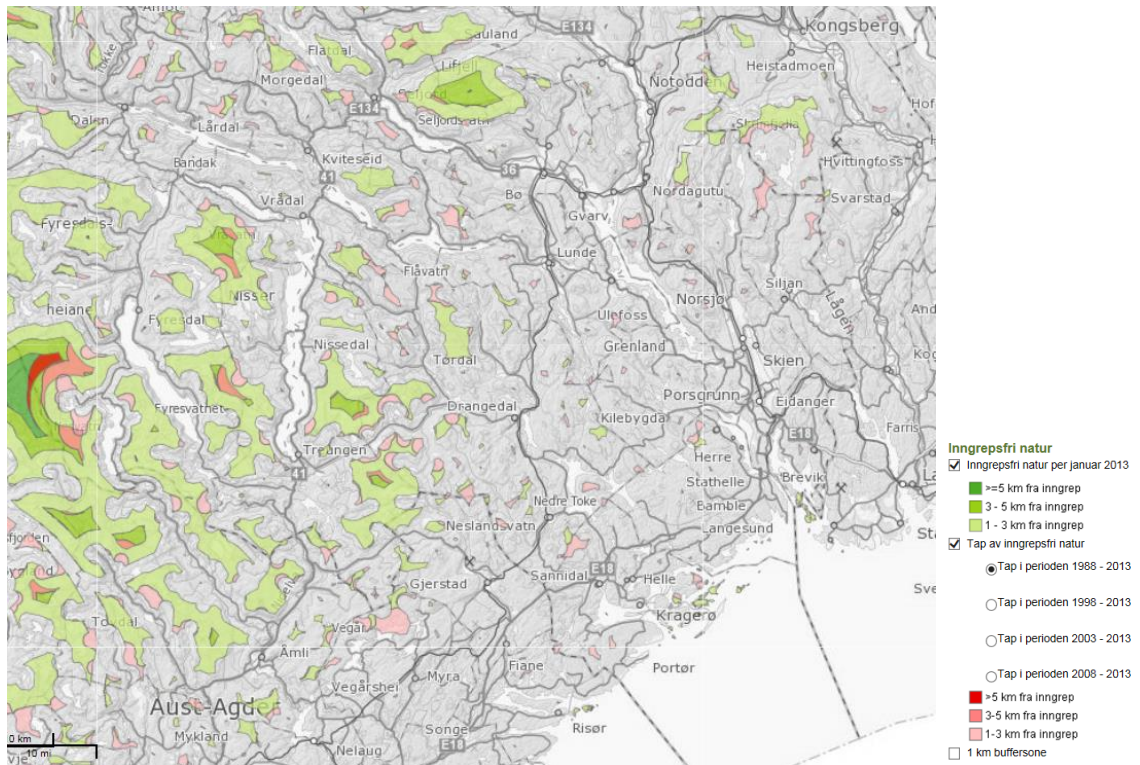 Kongsberg
E134
Sauland
Flatdal
Heistadmoen
Lifjell
Notodden
Morgedal
Seljord
E134
Dalen
Lårdal
Kviteseid
Hvittingfoss
Bandak
41
36
Bø
Nordagutu
Svarstad
Vrådal
Gvarv
Fyresdals-
Lunde
Flåvatn
Siljan
Nisser
Norsjø
Lågen
heiane
Fyresdal
Ulefoss
Nissedal
Grenland
Skien
Tørdal
Porsgrunn
Fyresvatnet
Drangedal
Eidanger
Kilebygda
E18
Farris
Treungen
Herre
41
Stathelle
Brevik
Nedre Toke
Bamble
Neslandsvatn
Langesund
Gjerstad
Sannidal
E18
Helle
Tovdal
Vegår
Kragerø
Åmli
Fiane
Portør
Vegårshei
Myra
Aust-Agder
Mykland
Songe
Risør
E18
Nelaug
10 mi
Inngrepsfri natur
Inngrepsfri natur per januar 2013
>=5 km fra inngrep
3 - 5 km fra inngrep
1 - 3 km fra inngrep
Tap av inngrepsfri natur
Tap i perioden 1988 - 2013
Tap i perioden 1998 - 2013
Tap i perioden 2003 - 2013
Tap i perioden 2008 - 2013
>5 km fra inngrep
3-5 km fra inngrep
1-3 km fra inngrep
1 km buffersone